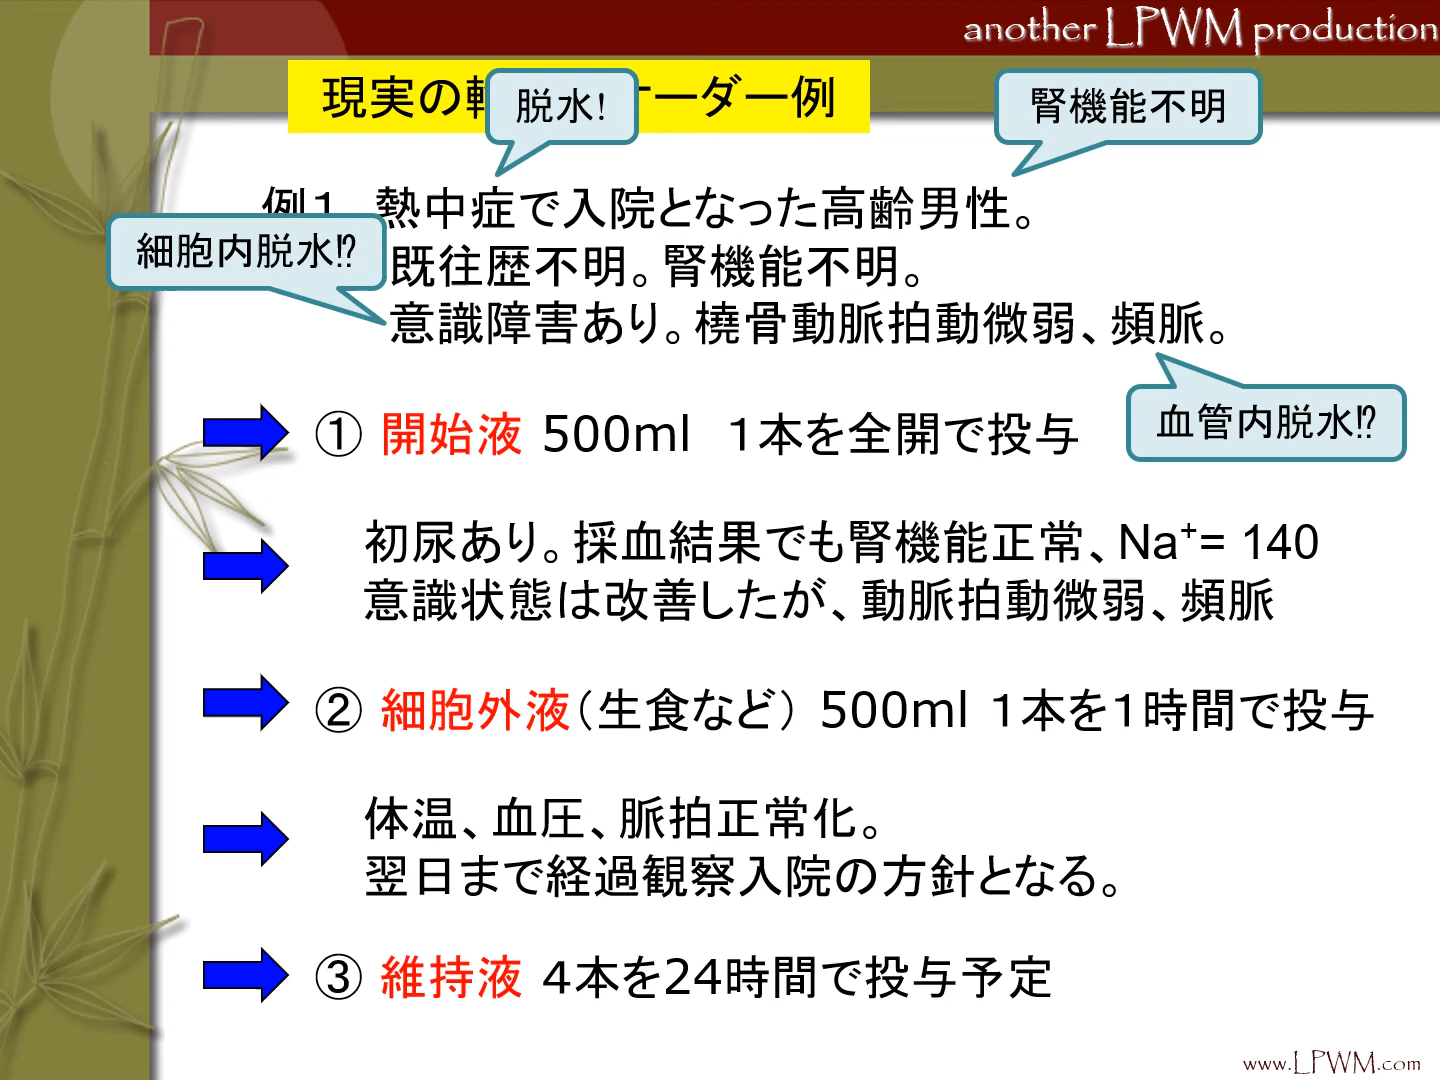 another LPWM production
現実の
オーダー例
脱水!
腎機能不明
例1 熱中症で入院となった高齢男性。
細胞内脱水!?
既往歴不明。腎機能不明。
意識障害あり。橈骨動脈拍動微弱、頻脈。
血管内脱水!?
① 開始液 500ml 1本を全開で投与
初尿あり。採血結果でも腎機能正常、Na⁺= 140
意識状態は改善したが、動脈拍動微弱、頻脈
② 細胞外液（生食など） 500ml 1本を1時間で投与
体温、血圧、脈拍正常化。
翌日まで経過観察入院の方針となる。
③ 維持液 4本を24時間で投与予定
www.LPWM.com